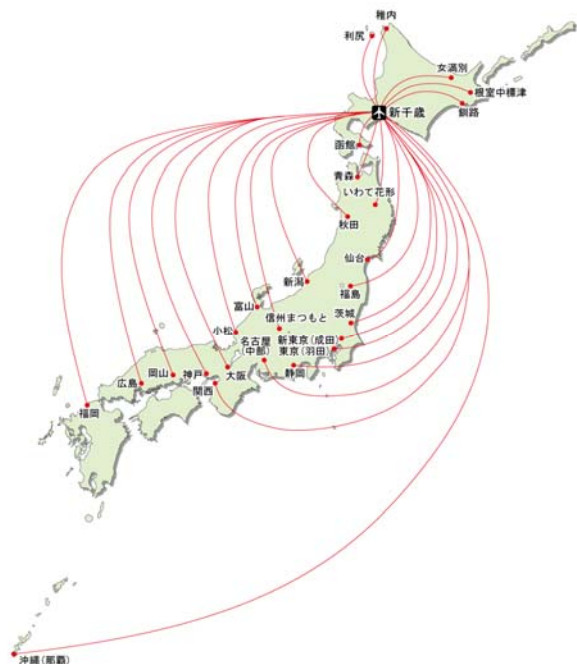 稚内
利尻
女満別
根室中標津
新千歳
釧路
函館
青森
いわて花形
秋田
仙台
新潟
福島
富山
信州まつもと
茨城
小松
名古屋
(中部)
新東京(成田)
東京(羽田)
岡山
神戸
大阪
静岡
広島
関西
福岡
沖縄(那覇)